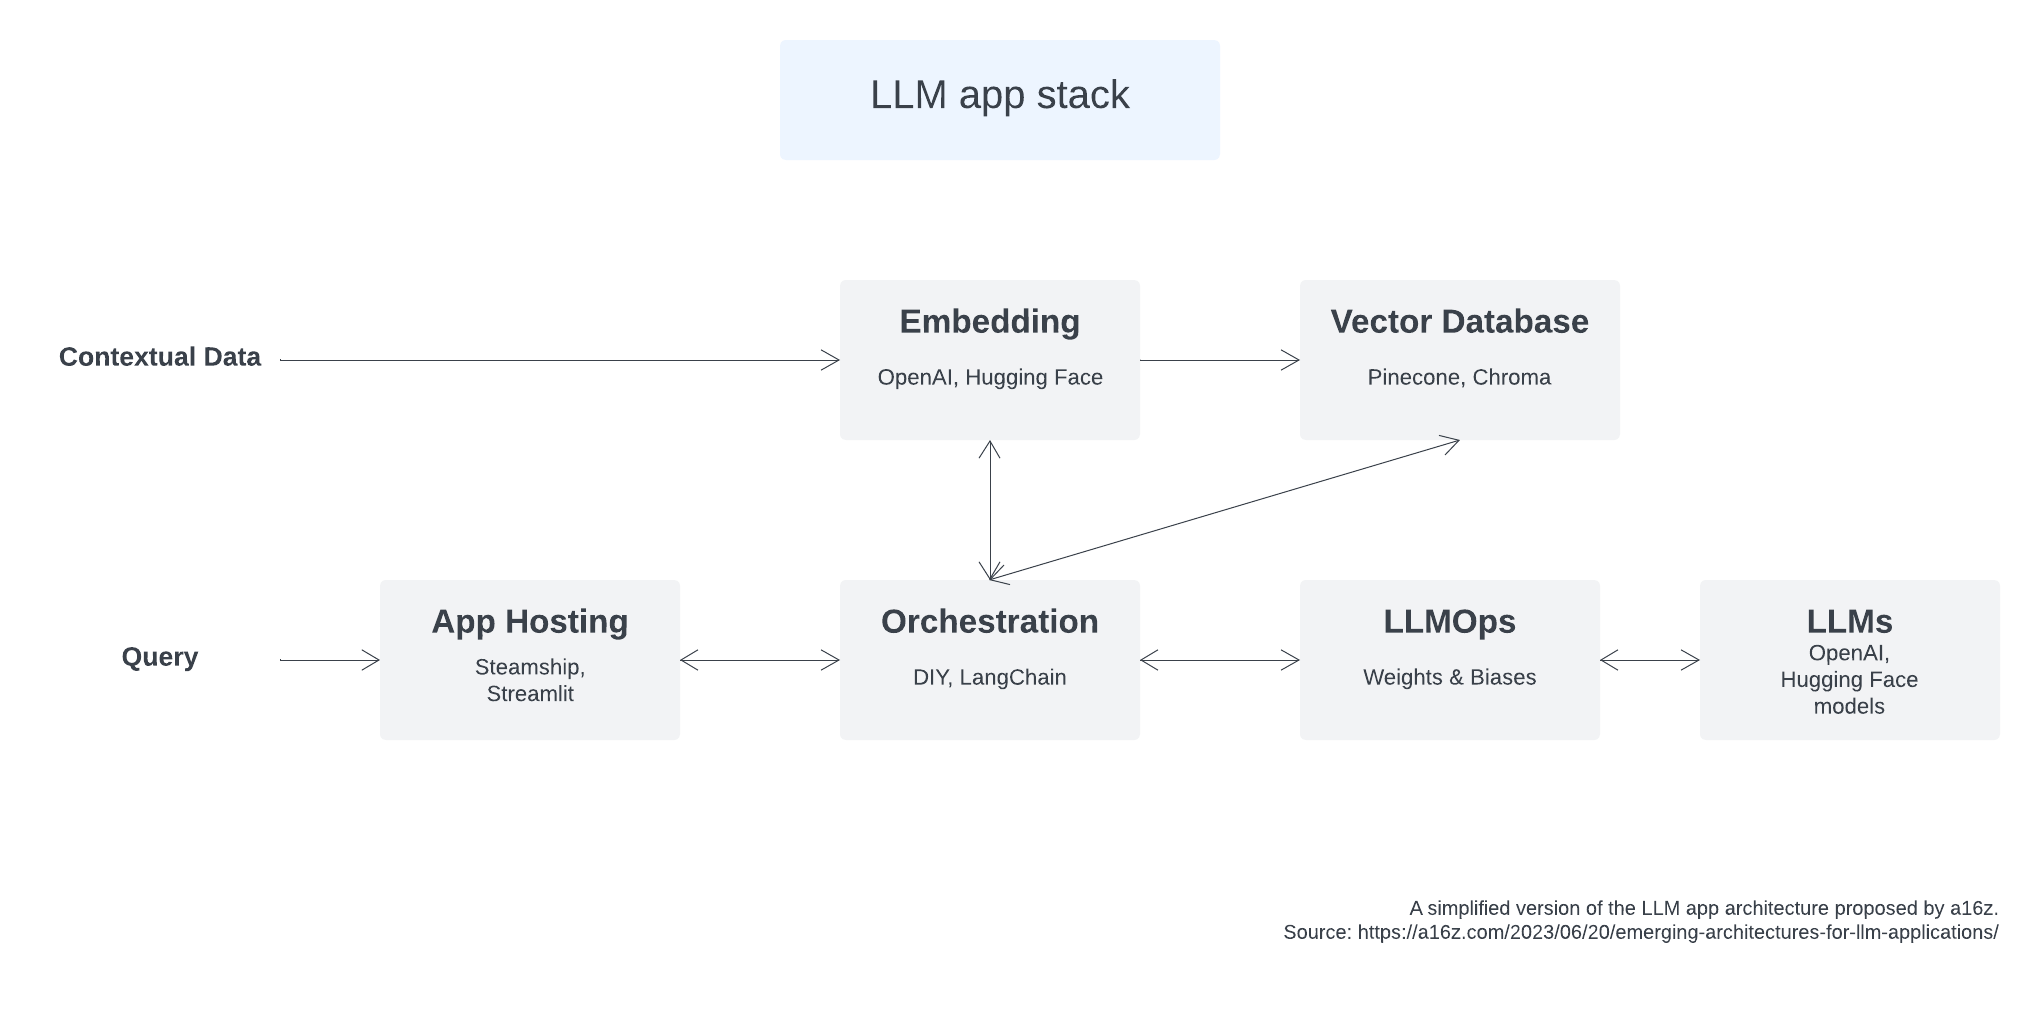 LLM app stack
Contextual Data
Embedding
OpenAI, Hugging Face
Vector Database
Pinecone, Chroma
Query
App Hosting
Steamship,
Streamlit
Orchestration
DIY, LangChain
LLMOps
Weights & Biases
LLMs
OpenAI,
Hugging Face
models
A simplified version of the LLM app architecture proposed by a16z.
Source: https://a16z.com/2023/06/20/emerging-architectures-for-llm-applications/